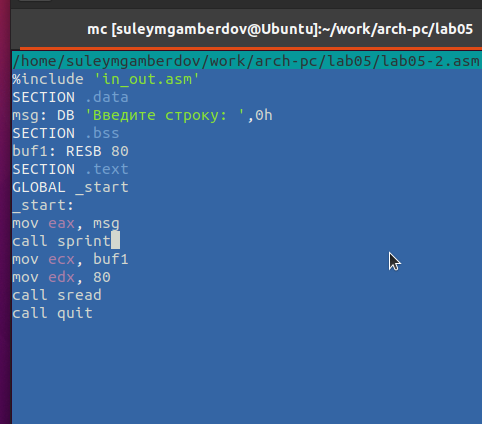 mc [suleymgamberdov@Ubuntu]:~/work/arch-pc/lab05
/home/suleymgamberdov/work/arch-pc/lab05/lab05-2.asm
%include 'in_out.asm'
SECTION .data
msg: DB 'Введите строку: ',0h
SECTION .bss
buf1: RESB 80
SECTION .text
GLOBAL _start
_start:
mov eax, msg
call sprint
mov ecx, buf1
mov edx, 80
call sread
call quit